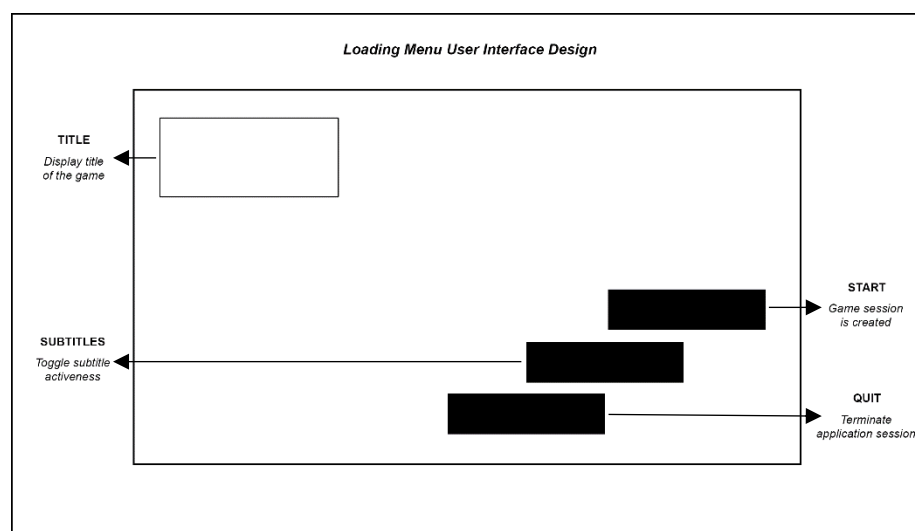 Loading Menu User Interface Design
TITLE
Display title
of the game
START
Game session
is created
SUBTITLES
Toggle subtitle
activeness
QUIT
Terminate
application session